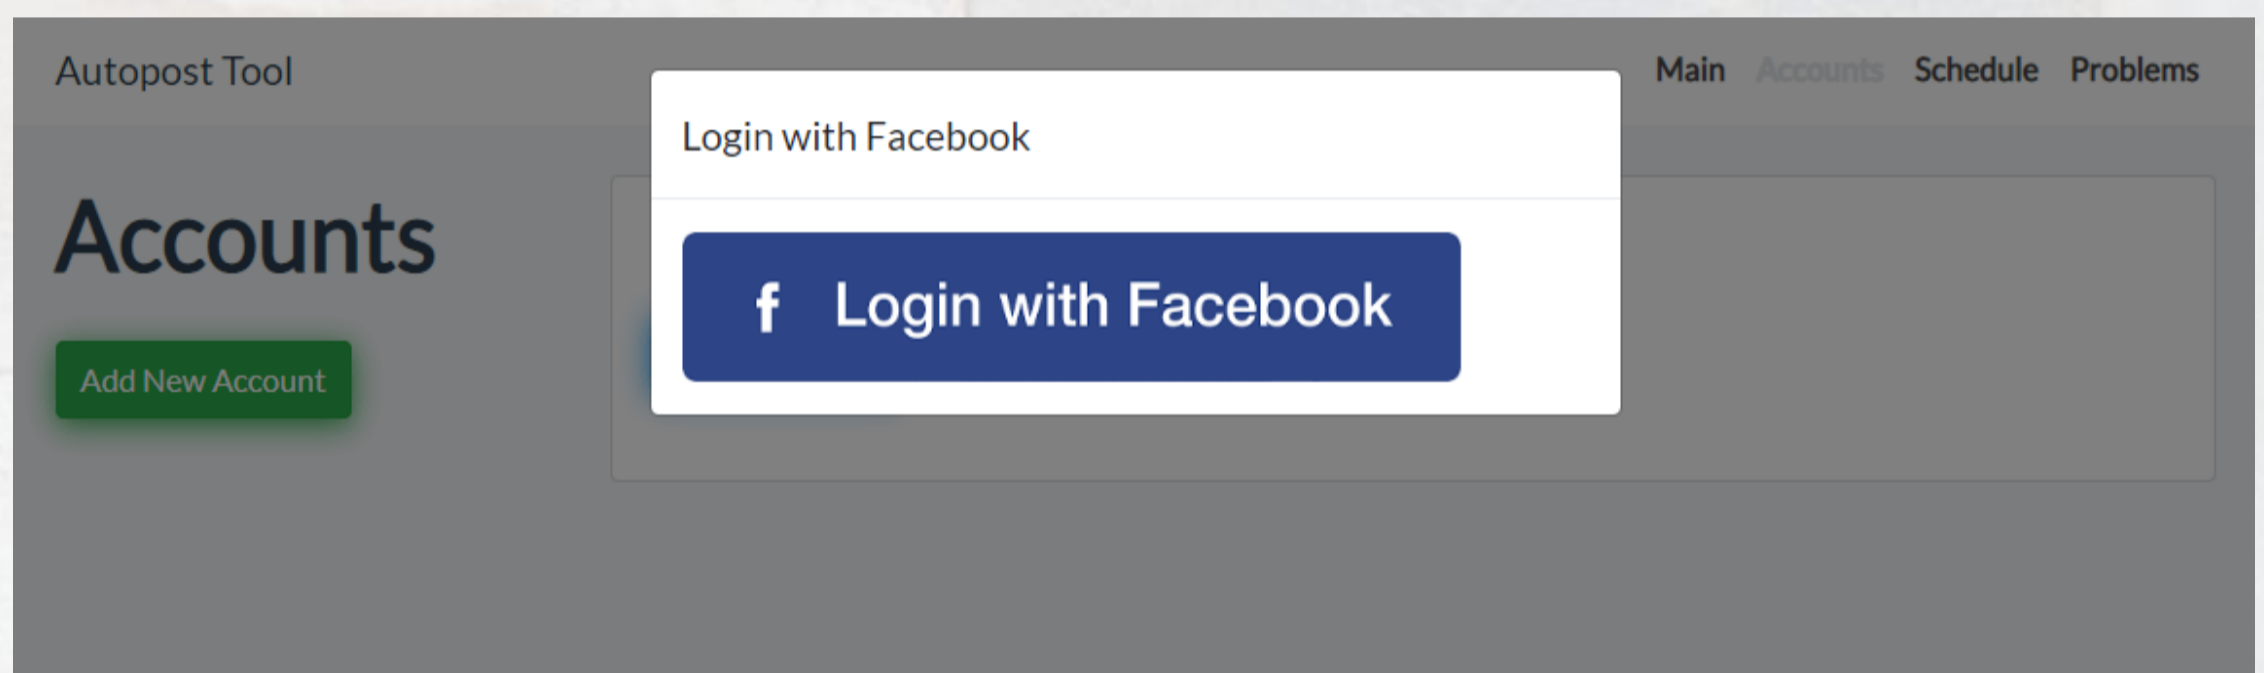 Autopost Tool
Main Accounts Schedule Problems
Login with Facebook
Accounts
f Login with Facebook
Add New Account